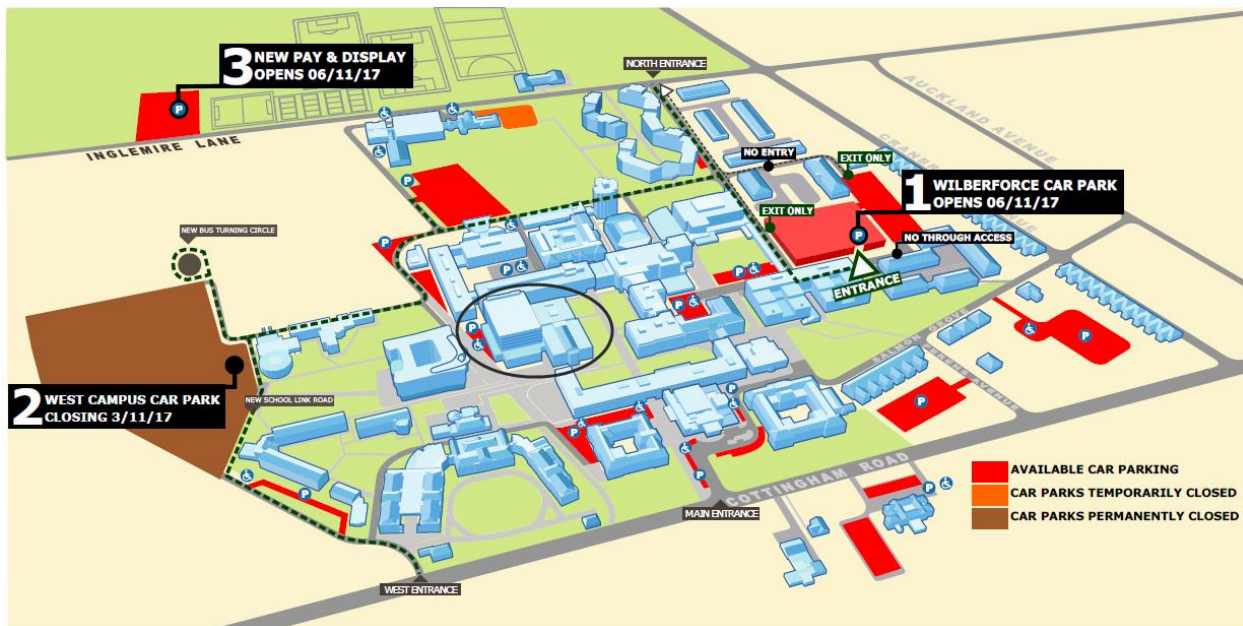 3 NEW PAY & DISPLAY
OPENS 06/11/17
P
INGLEMIRE LANE
NORTH ENTRANCE
AUCKLAND AVENUE
NO ENTRY
EXIT ONLY
1 WILBERFORCE CAR PARK
OPENS 06/11/17
EXIT ONLY
P
NO THROUGH ACCESS
ENTRANCE
NEW BUS TURNING CIRCLE
P
P
P
P
P
P
SALMON GROVE
P
P
2 WEST CAMPUS CAR PARK
CLOSING 3/11/17
NEW SCHOOL LINK ROAD
P
P
P
P
COTTINGHAM ROAD
MAIN ENTRANCE
WEST ENTRANCE
AVAILABLE CAR PARKING
CAR PARKS TEMPORARILY CLOSED
CAR PARKS PERMANENTLY CLOSED